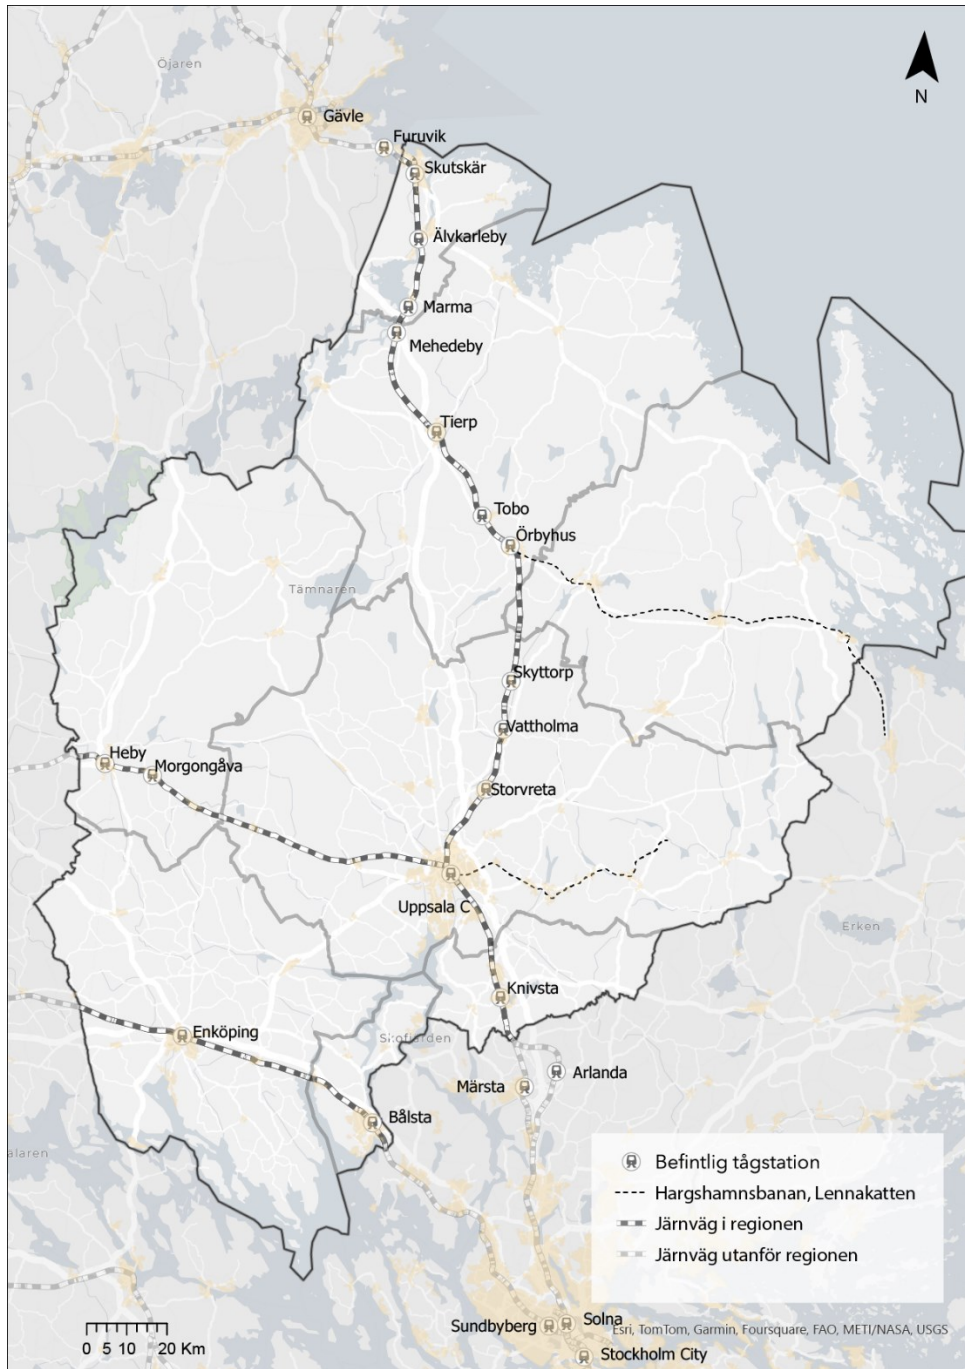 Öjaren
N
Gävle
Furuvik
Skutskär
Älvkarleby
Marma
Mehedeby
Tierp
Tobo
Örbyhus
Tämnaren
Skyttorp
Vattholma
Heby
Morgongåva
Storvreta
Uppsala C
Erken
Knivsta
Enköping
Arlanda
Märsta
Bålsta
alaren
Befintlig tågstation
Hargshamnsbanan, Lennakatten
Järnväg i regionen
Järnväg utanför regionen
0 5 10 20 Km
Sundbyberg
Solna
Esri, TomTom, Garmin, Foursquare, FAO, METI/NASA, USGS
Stockholm City